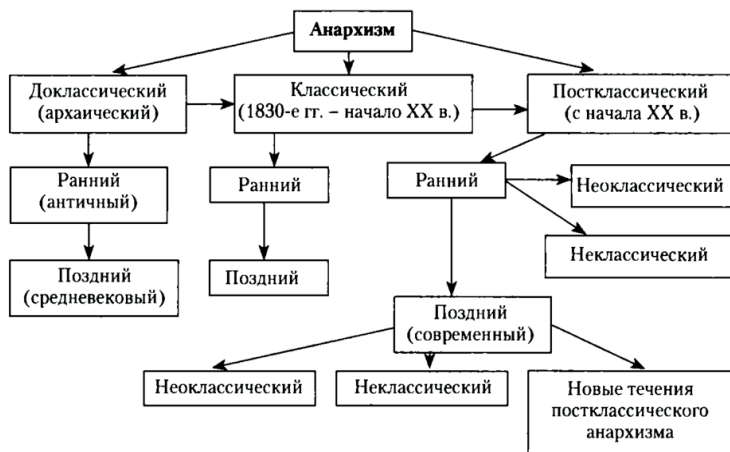 Анархизм
Доклассический
(архаический)
Классический
(1830-е гг. – начало XX в.)
Постклассический
(с начала XX в.)
Ранний
(античный)
Ранний
Ранний
Неоклассический
Неклассический
Поздний
(средневековый)
Поздний
Поздний
(современный)
Неоклассический
Неклассический
Новые течения
постклассического
анархизма